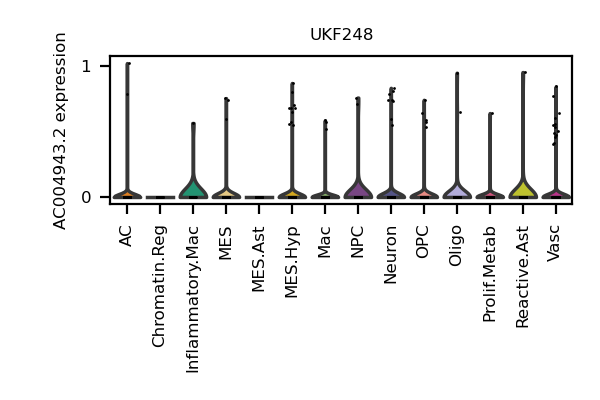 UKF248
AC004943.2 expression
1
0
AC
Chromatin.Reg
Inflammatory.Mac
MES
MES.Ast
MES.Hyp
Mac
NPC
Neuron
OPC
Oligo
Prolif.Metab
Reactive.Ast
Vasc